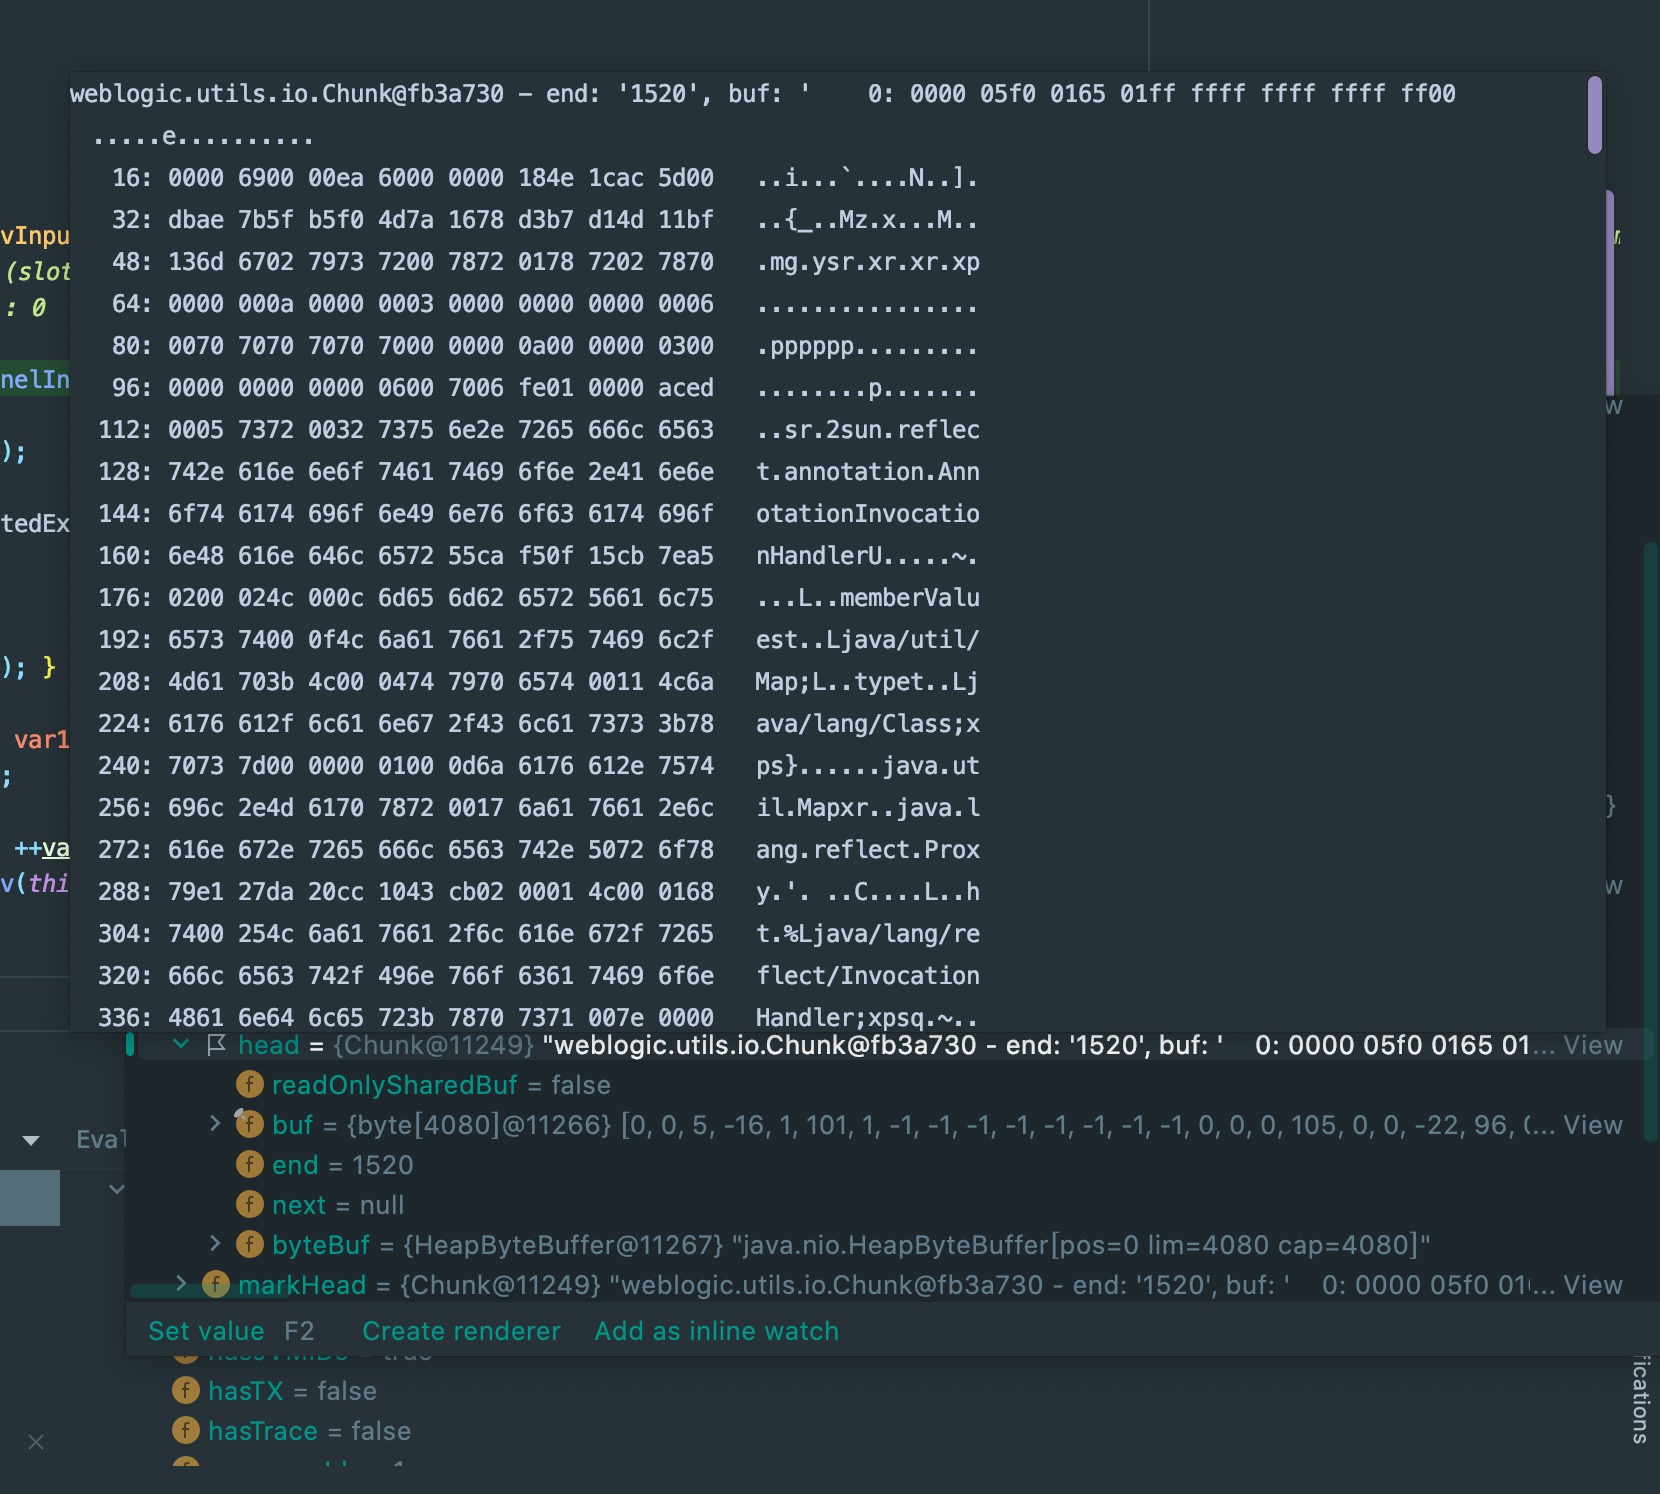 weblogic.utils.io.Chunk@fb3a730 – end: '1520', buf: '    0: 0000 05f0 0165 01ff ffff ffff ffff ff00
.....e..........
16: 0000 6900 00ea 6000 0000 184e 1cac 5d00   ..i...`....N..].
32: dbae 7b5f b5f0 4d7a 1678 d3b7 d14d 11bf   ..{_..Mz.x...M..
vInpu
48: 136d 6702 7973 7200 7872 0178 7202 7870   .mg.ysr.xr.xr.xp
(slot
64: 0000 000a 0000 0003 0000 0000 0000 0006   ................
: 0
80: 0070 7070 7070 7000 0000 0a00 0000 0300   .pppppp.........
nelIn
96: 0000 0000 0000 0600 7006 fe01 0000 aced   ........p.......
w
112: 0005 7372 0032 7375 6e2e 7265 666c 6563   ..sr.2sun.reflec
);
128: 742e 616e 6e6f 7461 7469 6f6e 2e41 6e6e   t.annotation.Ann
144: 6f74 6174 696f 6e49 6e76 6f63 6174 696f   otationInvocatio
tedEx
160: 6e48 616e 646c 6572 55ca f50f 15cb 7ea5   nHandlerU.....~.
176: 0200 024c 000c 6d65 6d62 6572 5661 6c75   ...L..memberValu
192: 6573 7400 0f4c 6a61 7661 2f75 7469 6c2f   est..Ljava/util/
); }
208: 4d61 703b 4c00 0474 7970 6574 0011 4c6a   Map;L..typet..Lj
224: 6176 612f 6c61 6e67 2f43 6c61 7373 3b78   ava/lang/Class;x
var1
240: 7073 7d00 0000 0100 0d6a 6176 612e 7574   ps}......java.ut
;
256: 696c 2e4d 6170 7872 0017 6a61 7661 2e6c   il.Mapxr..java.l
}
272: 616e 672e 7265 666c 6563 742e 5072 6f78   ang.reflect.Prox
++va
288: 79e1 27da 20cc 1043 cb02 0001 4c00 0168   y.'. ..C....L..h
v(thi
w
304: 7400 254c 6a61 7661 2f6c 616e 672f 7265   t.%Ljava/lang/re
320: 666c 6563 742f 496e 766f 6361 7469 6f6e   flect/Invocation
336: 4861 6e64 6c65 723b 7870 7371 007e 0000   Handler;xpsq.~..
head = {Chunk@11249} "weblogic.utils.io.Chunk@fb3a730 - end: '1520', buf: '    0: 0000 05f0 0165 01... View
f readOnlySharedBuf = false
f buf = {byte[4080]@11266} [0, 0, 5, -16, 1, 101, 1, -1, -1, -1, -1, -1, -1, -1, -1, 0, 0, 0, 105, 0, 0, -22, 96, (... View
Eval
f end = 1520
f next = null
f byteBuf = {HeapByteBuffer@11267} "java.nio.HeapByteBuffer[pos=0 lim=4080 cap=4080]"
f markHead = {Chunk@11249} "weblogic.utils.io.Chunk@fb3a730 - end: '1520', buf: '    0: 0000 05f0 01... View
Set value F2 Create renderer Add as inline watch
f hasTX = false
f hasTrace = false
fications